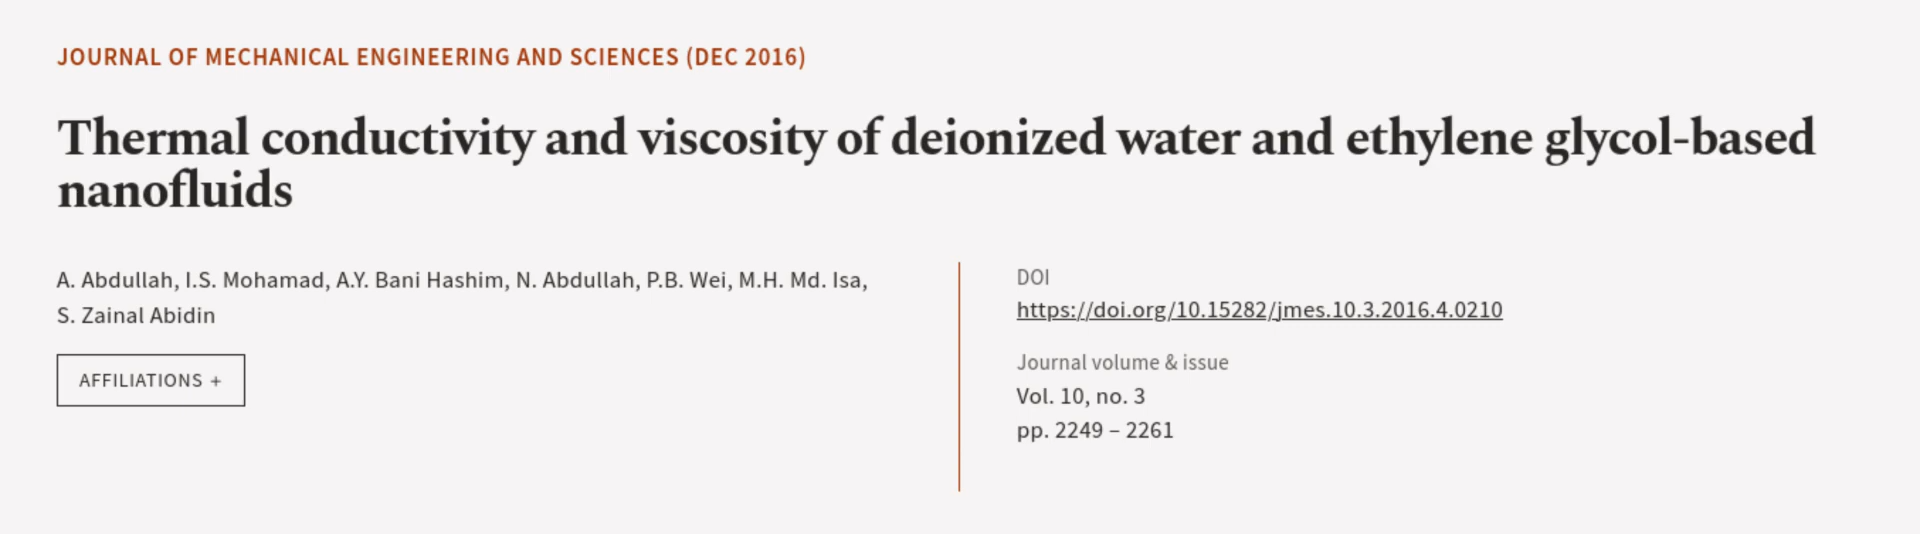 JOURNAL OF MECHANICAL ENGINEERING AND SCIENCES (DEC 2016)
Thermal conductivity and viscosity of deionized water and ethylene glycol-based
nanofluids
A. Abdullah, I.S. Mohamad, A.Y. Bani Hashim, N. Abdullah, P.B. Wei, M.H. Md. Isa,
S. Zainal Abidin
AFFILIATIONS +
DOI
https://doi.org/10.15282/jmes.10.3.2016.4.0210
Journal volume & issue
Vol. 10, no. 3
pp. 2249 – 2261